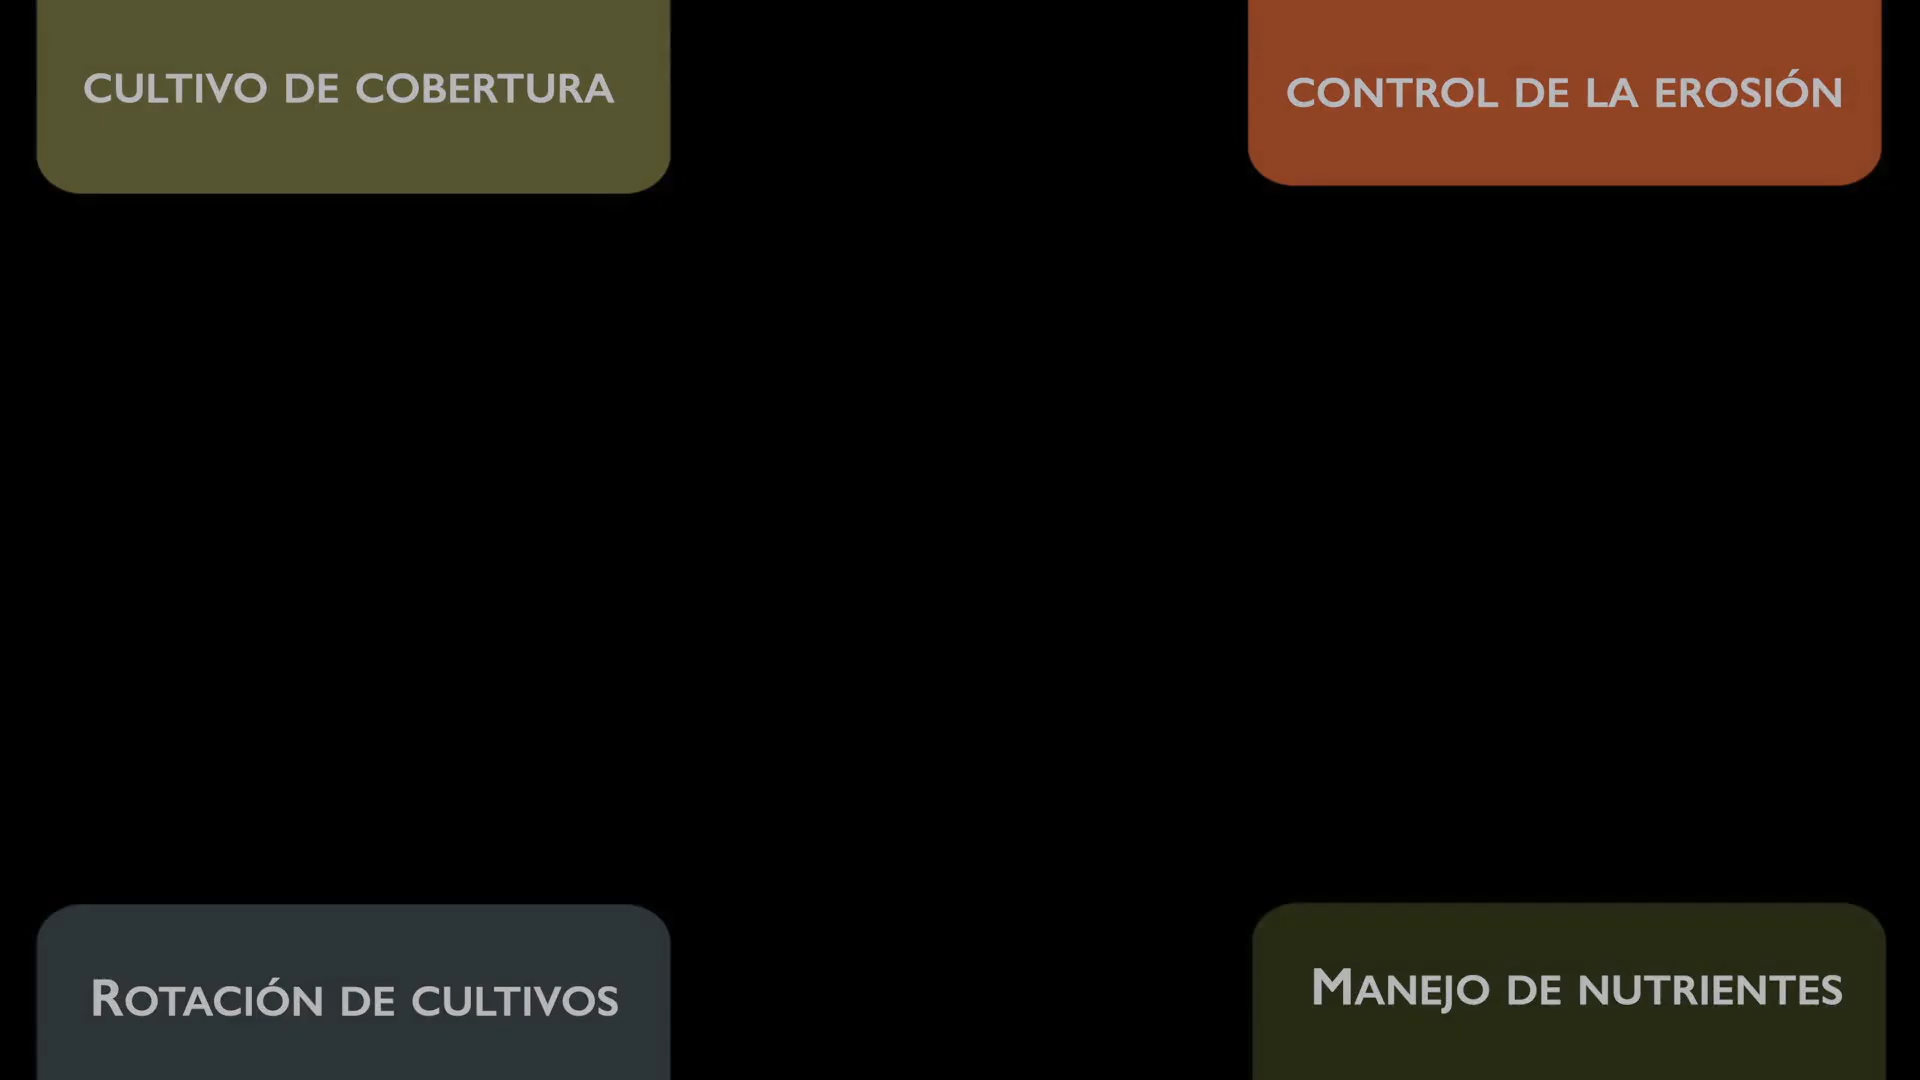 CULTIVO DE COBERTURA
CONTROL DE LA EROSIÓN
ROTACIÓN DE CULTIVOS
MANEJO DE NUTRIENTES